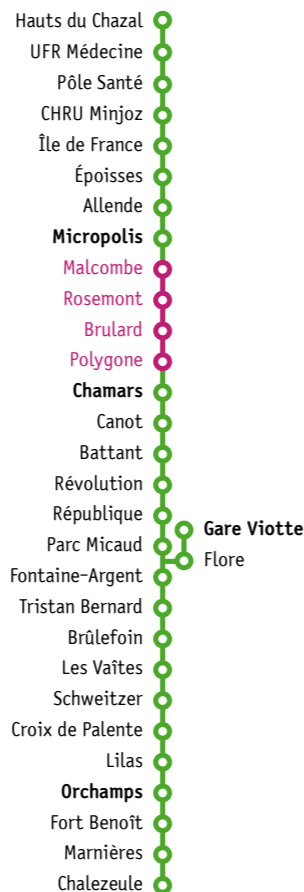 Hauts du Chazal
UFR Médecine
Pôle Santé
CHRU Minjoz
Île de France
Époisses
Allende
Micropolis
Malcombe
Rosemont
Brulard
Polygone
Chamars
Canot
Battant
Révolution
République
Gare Viotte
Parc Micaud
Flore
Fontaine-Argent
Tristan Bernard
Brûlefoin
Les Vaîtes
Schweitzer
Croix de Palente
Lilas
Orchamps
Fort Benoît
Marnières
Chalezeule